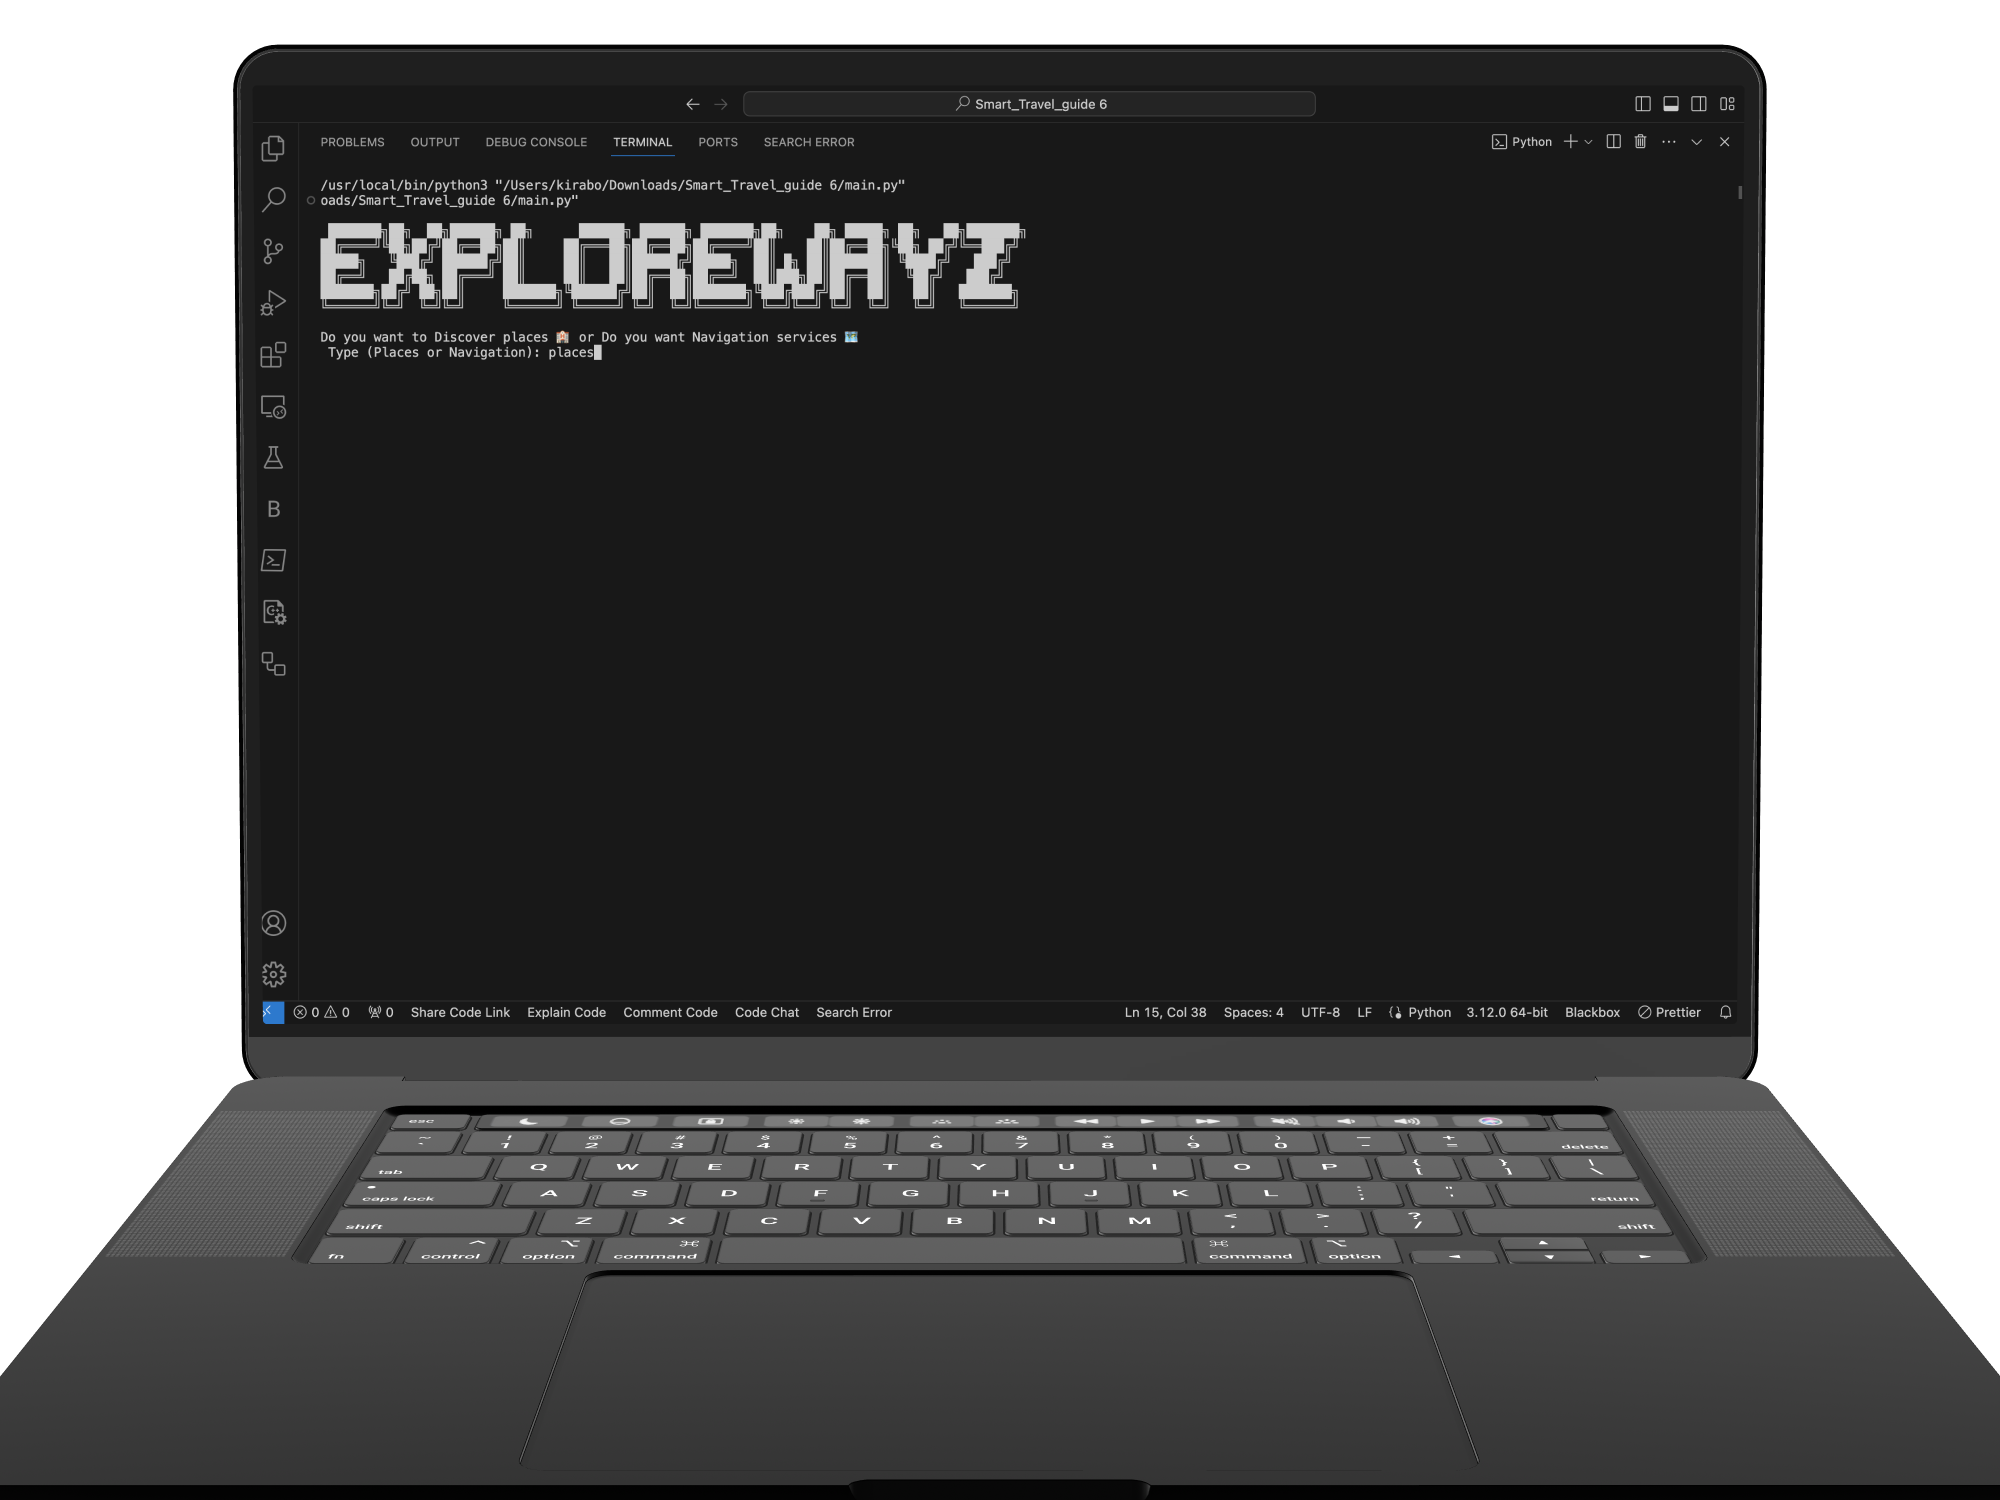 Smart_Travel_guide 6
PROBLEMS OUTPUT DEBUG CONSOLE TERMINAL PORTS SEARCH ERROR Python
/usr/local/bin/python3 "/Users/kirabo/Downloads/Smart_Travel_guide 6/main.py"
oads/Smart_Travel_guide 6/main.py"
EXPLOREWAYZ
Do you want to Discover places 🏰 or Do you want Navigation services 🗺️
Type (Places or Navigation): places
B
0 0 0 Share Code Link Explain Code Comment Code Code Chat Search Error Ln 15, Col 38 Spaces: 4 UTF-8 LF Python 3.12.0 64-bit Blackbox Prettier
esc
~ ! @ # $ % ^ & * ( ) — +
` 1 2 3 4 5 6 7 8 9 0 - = delete
tab Q W E R T Y U I O P { [ } ] | \
caps lock A S D F G H J K L : ; " ' return
shift Z X C V B N M < , > . ? / shift
fn control option command command option